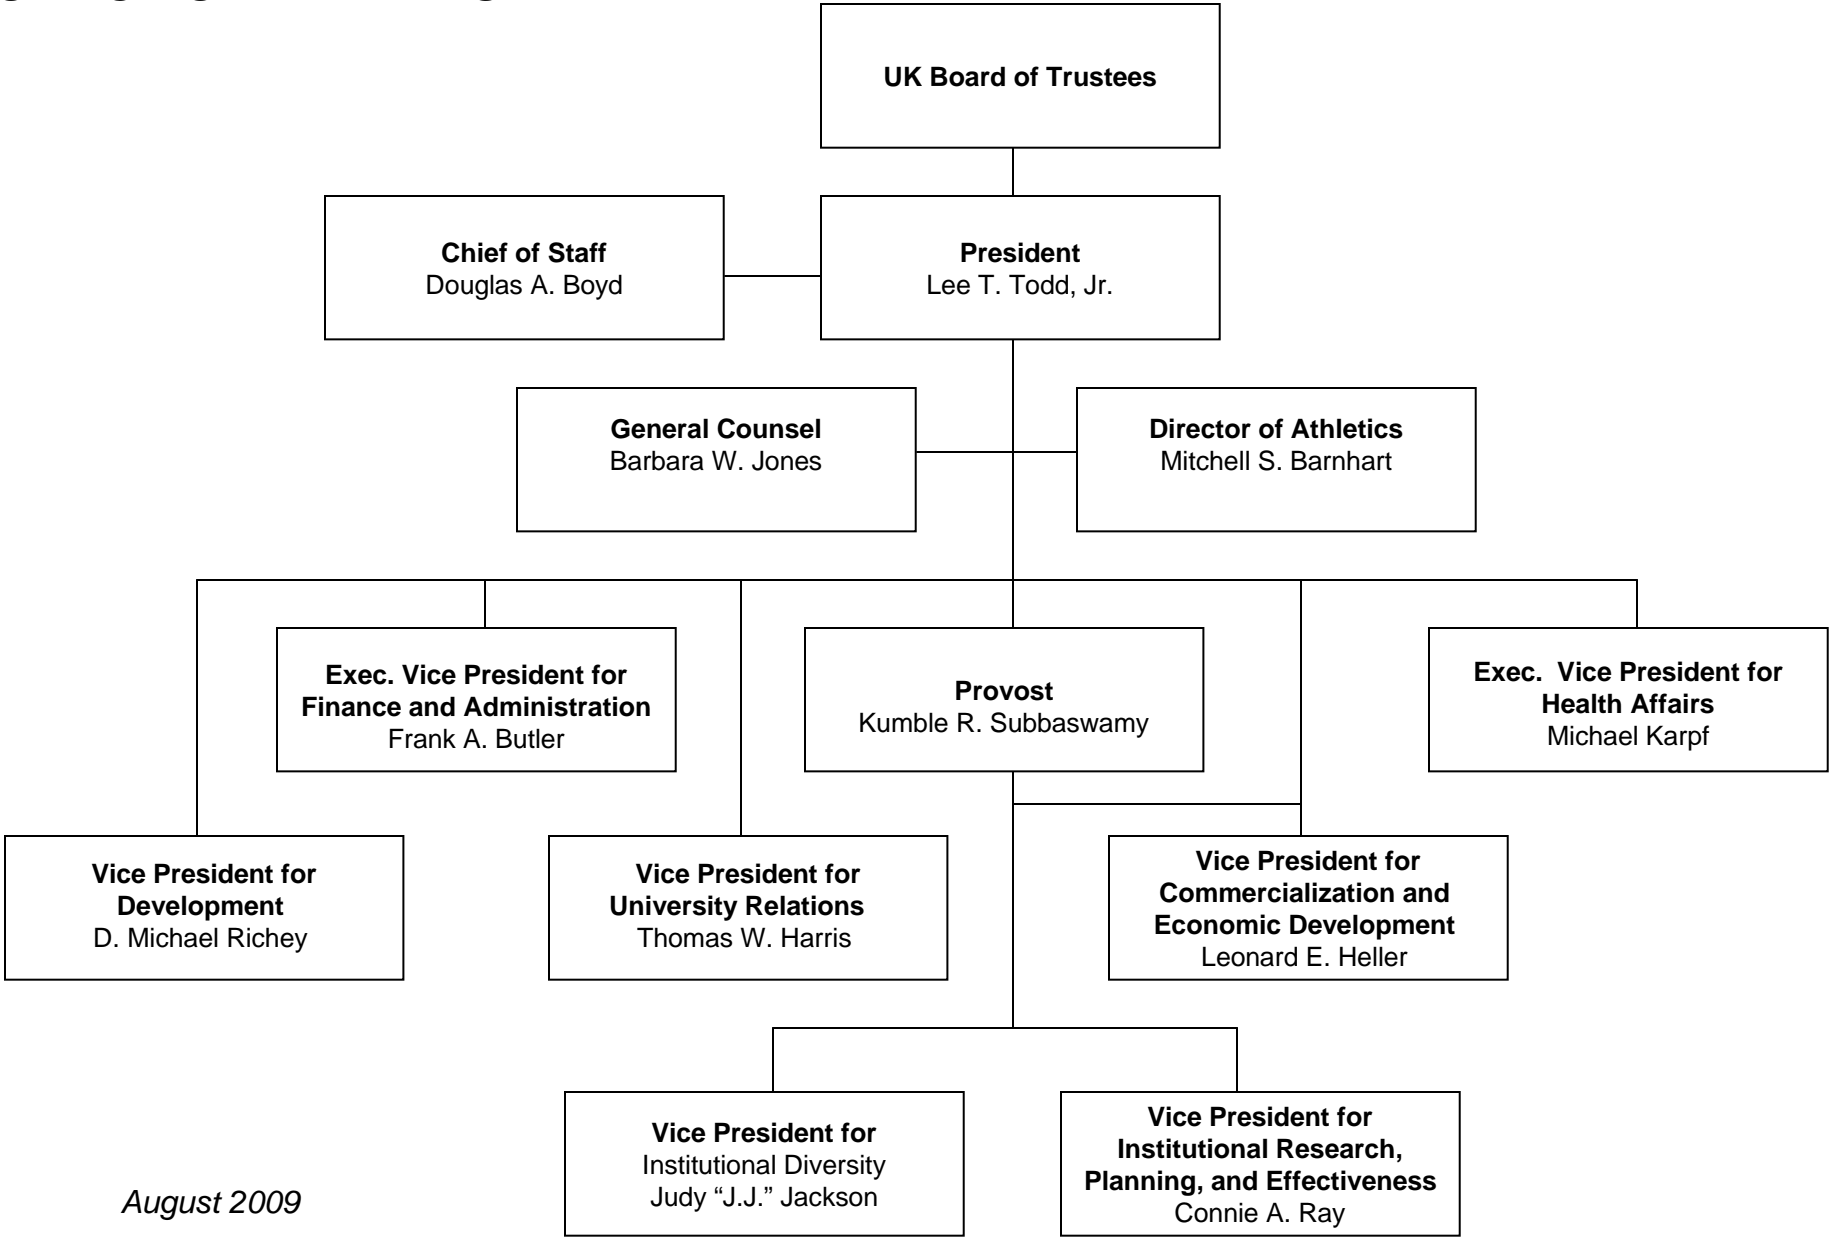 UK Board of Trustees
Chief of Staff
Douglas A. Boyd
President
Lee T. Todd, Jr.
General Counsel
Barbara W. Jones
Director of Athletics
Mitchell S. Barnhart
Exec. Vice President for
Finance and Administration
Frank A. Butler
Provost
Kumble R. Subbaswamy
Exec.  Vice President for
Health Affairs
Michael Karpf
Vice President for
Development
D. Michael Richey
Vice President for
University Relations
Thomas W. Harris
Vice President for
Commercialization and
Economic Development
Leonard E. Heller
Vice President for
Institutional Diversity
Judy “J.J.” Jackson
Vice President for
Institutional Research,
Planning, and Effectiveness
Connie A. Ray
August 2009